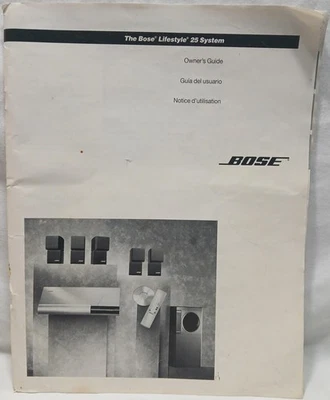 The Bose® Lifestyle® 25 System
Owner's Guide
Guía del usuario
Notice d'utilisation
BOSE